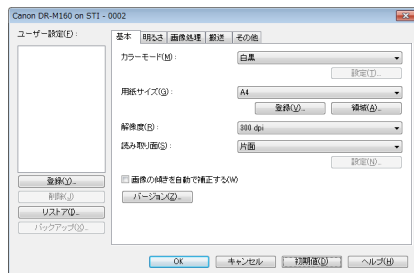 Canon DR-M160 on STI - 0002
ユーザー設定(F):
登録(Y)...
削除(J)
リストア(I)...
バックアップ(X)...
基本 明るさ 画像処理 搬送 その他
カラーモード(M): 白黒
設定(T)...
用紙サイズ(G): A4
登録(V)... 領域(A)...
解像度(R): 300 dpi
読み取り面(S): 片面
設定(N)...
画像の傾きを自動で補正する(W)
バージョン(Z)...
OK キャンセル 初期値(D) ヘルプ(H)